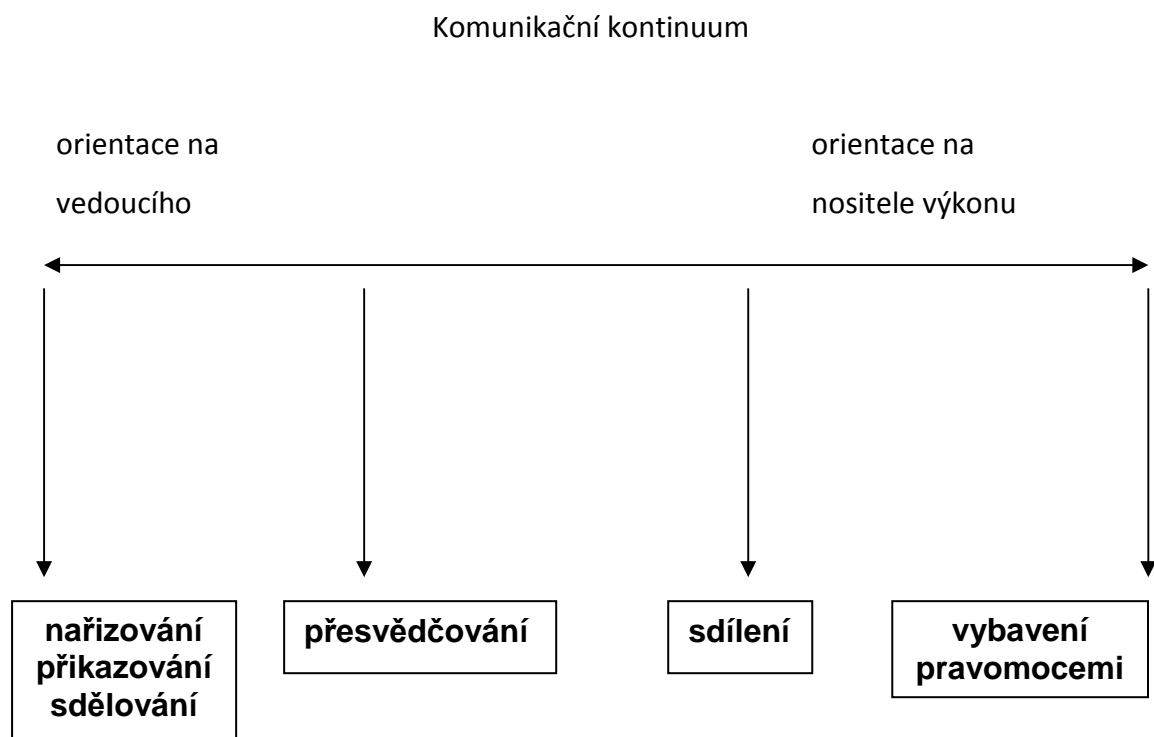 Komunikační kontinuum
orientace na
vedoucího
orientace na
nositele výkonu
nařizování
přikazování
sdělování
přesvědčování
sdílení
vybavení
pravomocemi